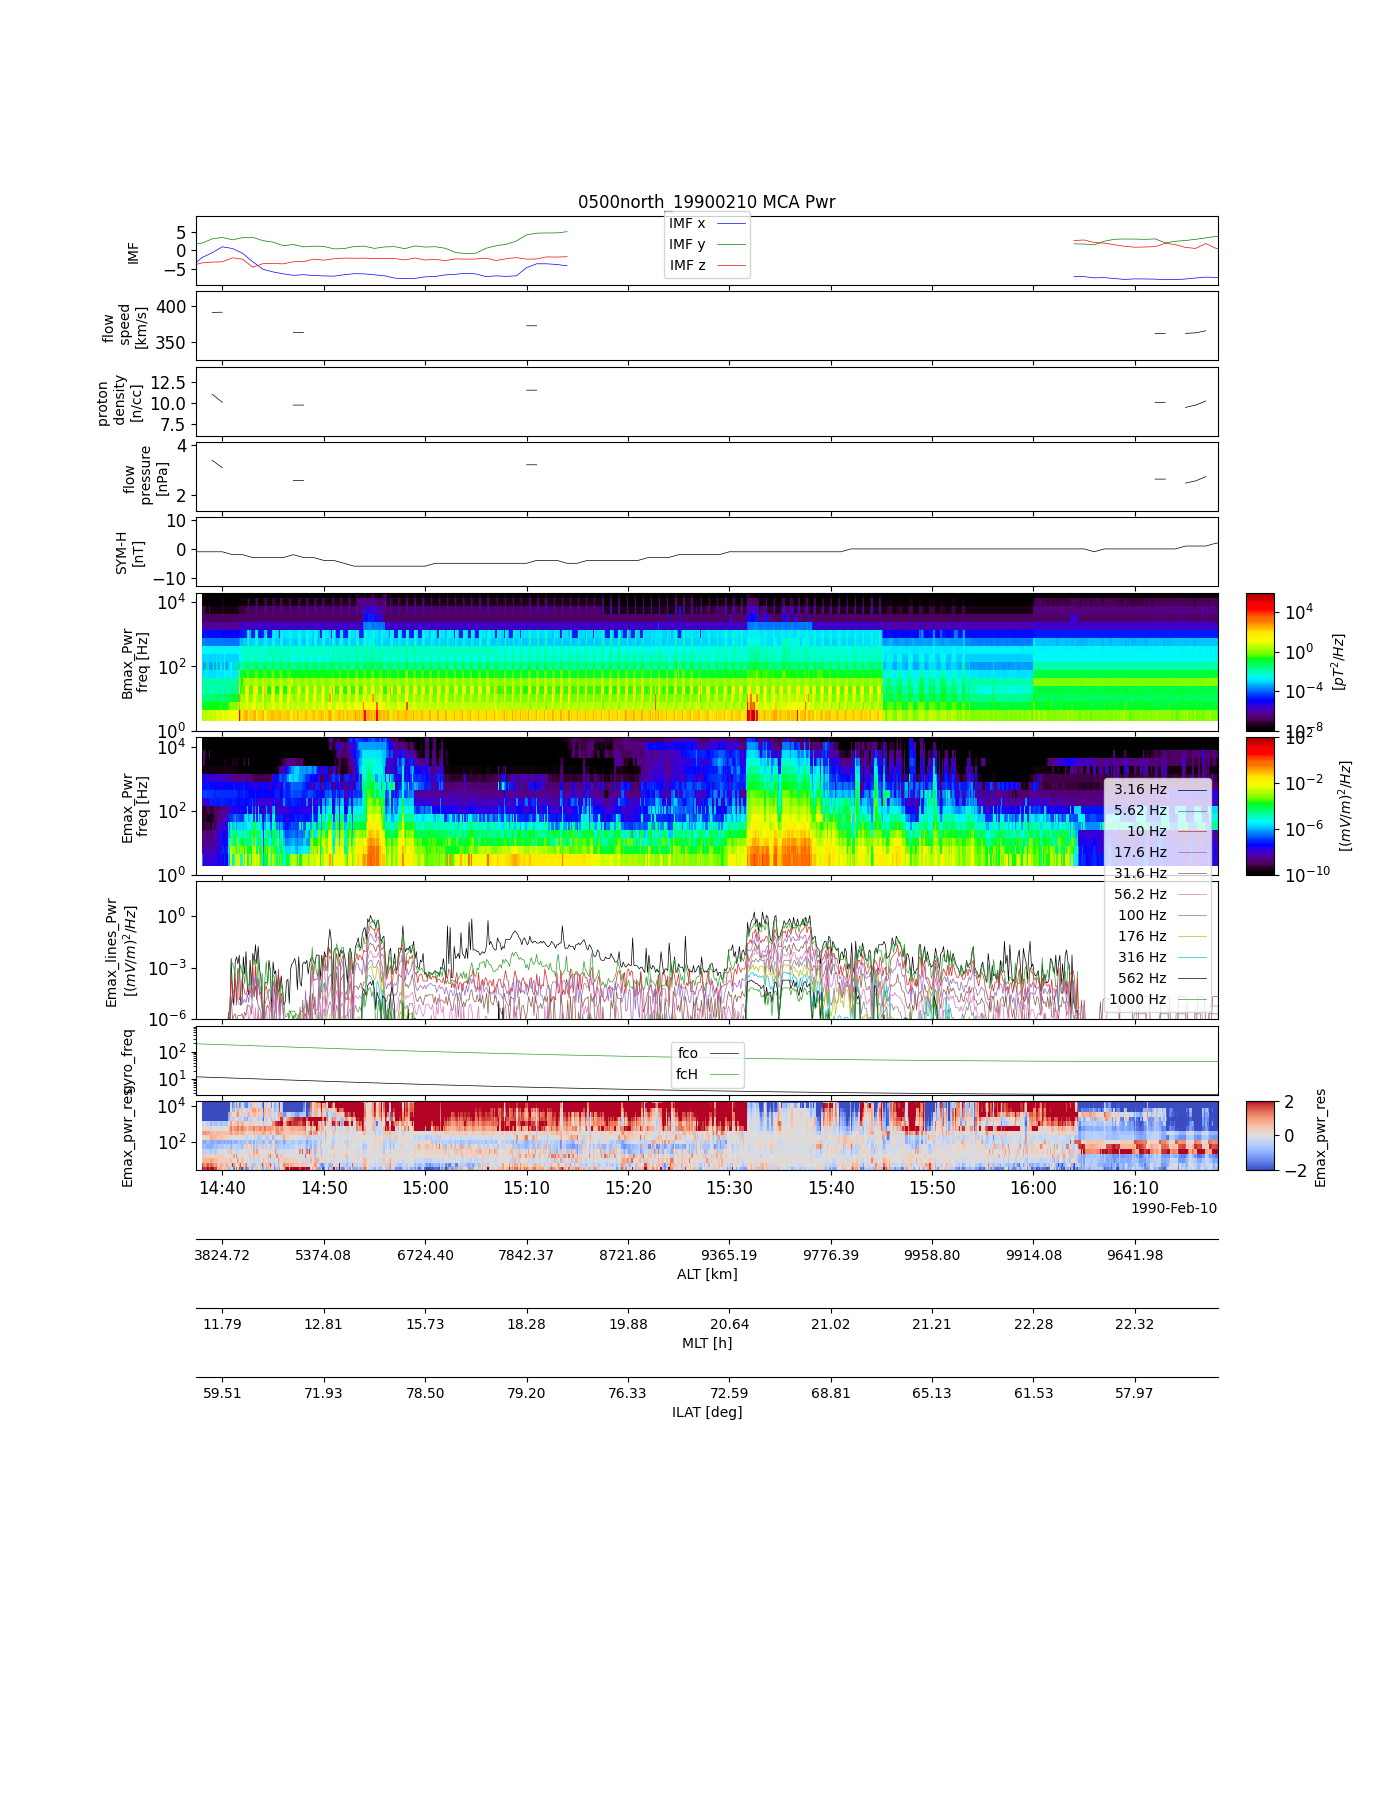 0500north_19900210 MCA Pwr
IMF
5
0
−5
IMF x
IMF y
IMF z
flow
speed
[km/s]
400
350
proton
density
[n/cc]
12.5
10.0
7.5
flow
pressure
[nPa]
4
2
SYM-H
[nT]
10
0
−10
Bmax_Pwr
freq [Hz]
10^4
10^2
10^0
10^4
10^0
10^-4
10^-8
[pT^2/Hz]
Emax_Pwr
freq [Hz]
10^4
10^2
10^0
10^2
10^-2
10^-6
10^-10
[(mV/m)^2/Hz]
Emax_lines_Pwr
[(mV/m)^2/Hz]
10^0
10^-3
10^-6
3.16 Hz
5.62 Hz
10 Hz
17.6 Hz
31.6 Hz
56.2 Hz
100 Hz
176 Hz
316 Hz
562 Hz
1000 Hz
gyro_freq
10^2
10^1
fco
fcH
Emax_pwr_res
10^4
10^2
2
0
−2
Emax_pwr_res
14:40 14:50 15:00 15:10 15:20 15:30 15:40 15:50 16:00 16:10
1990-Feb-10
3824.72 5374.08 6724.40 7842.37 8721.86 9365.19 9776.39 9958.80 9914.08 9641.98
ALT [km]
11.79 12.81 15.73 18.28 19.88 20.64 21.02 21.21 22.28 22.32
MLT [h]
59.51 71.93 78.50 79.20 76.33 72.59 68.81 65.13 61.53 57.97
ILAT [deg]